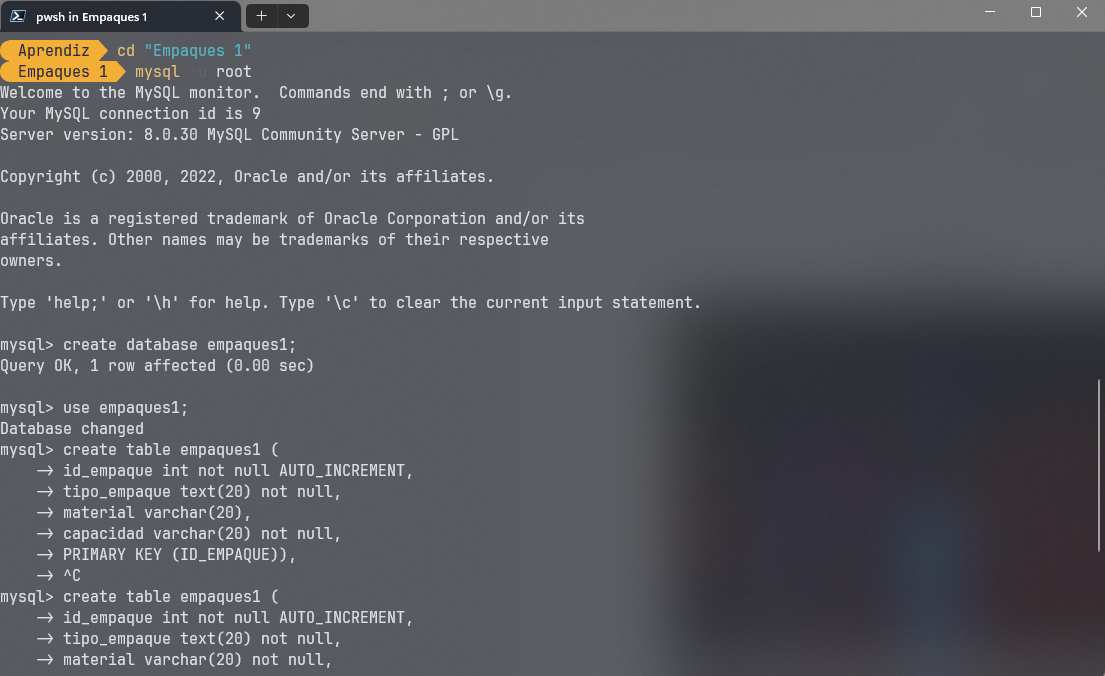 pwsh in Empaques 1
Aprendiz cd "Empaques 1"
Empaques 1 mysql -u root
Welcome to the MySQL monitor.  Commands end with ; or \g.
Your MySQL connection id is 9
Server version: 8.0.30 MySQL Community Server - GPL
Copyright (c) 2000, 2022, Oracle and/or its affiliates.
Oracle is a registered trademark of Oracle Corporation and/or its
affiliates. Other names may be trademarks of their respective
owners.
Type 'help;' or '\h' for help. Type '\c' to clear the current input statement.
mysql> create database empaques1;
Query OK, 1 row affected (0.00 sec)
mysql> use empaques1;
Database changed
mysql> create table empaques1 (
    -> id_empaque int not null AUTO_INCREMENT,
    -> tipo_empaque text(20) not null,
    -> material varchar(20),
    -> capacidad varchar(20) not null,
    -> PRIMARY KEY (ID_EMPAQUE)),
    -> ^C
mysql> create table empaques1 (
    -> id_empaque int not null AUTO_INCREMENT,
    -> tipo_empaque text(20) not null,
    -> material varchar(20) not null,